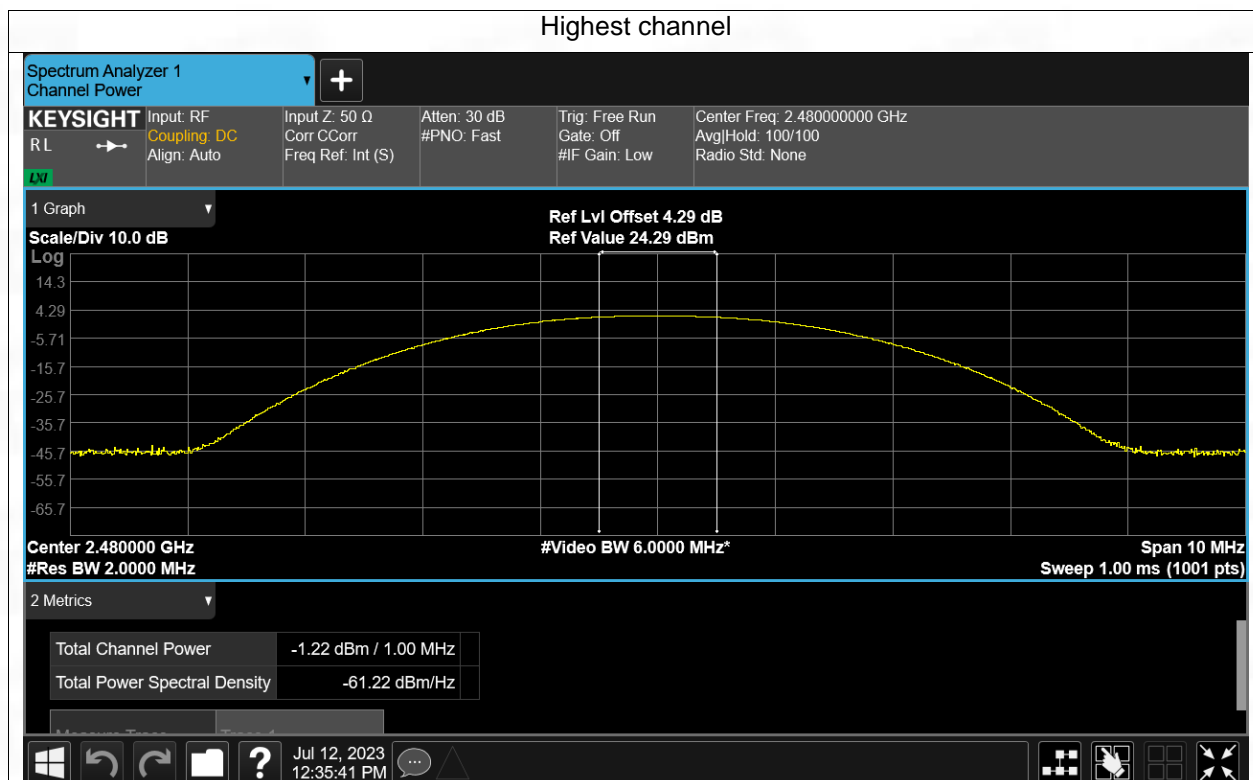 Highest channel
Spectrum Analyzer 1
Channel Power
KEYSIGHT
R L
LXI
Input: RF
Coupling: DC
Align: Auto
Input Z: 50 Ω
Corr CCorr
Freq Ref: Int (S)
Atten: 30 dB
#PNO: Fast
Trig: Free Run
Gate: Off
#IF Gain: Low
Center Freq: 2.480000000 GHz
Avg|Hold: 100/100
Radio Std: None
1 Graph
Ref Lvl Offset 4.29 dB
Scale/Div 10.0 dB
Ref Value 24.29 dBm
Log
14.3
4.29
-5.71
-15.7
-25.7
-35.7
-45.7
-55.7
-65.7
Center 2.480000 GHz
#Video BW 6.0000 MHz*
Span 10 MHz
#Res BW 2.0000 MHz
Sweep 1.00 ms (1001 pts)
2 Metrics
Total Channel Power
-1.22 dBm / 1.00 MHz
Total Power Spectral Density
-61.22 dBm/Hz
Jul 12, 2023
12:35:41 PM